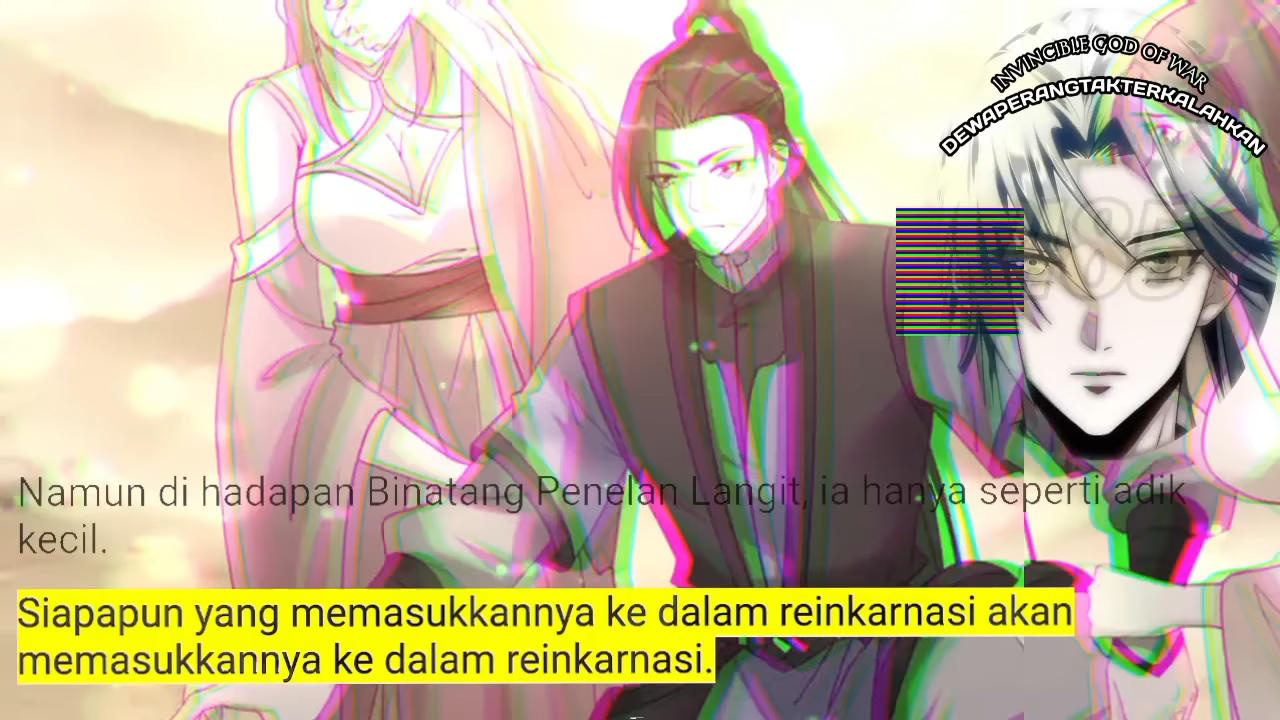 INVINCIBLE GOD OF WAR
DEWAPERANGTAKTERKALAHKAN
Namun di hadapan Binatang Penelan Langit, ia hanya seperti adik
kecil.
Siapapun yang memasukkannya ke dalam reinkarnasi akan
memasukkannya ke dalam reinkarnasi.